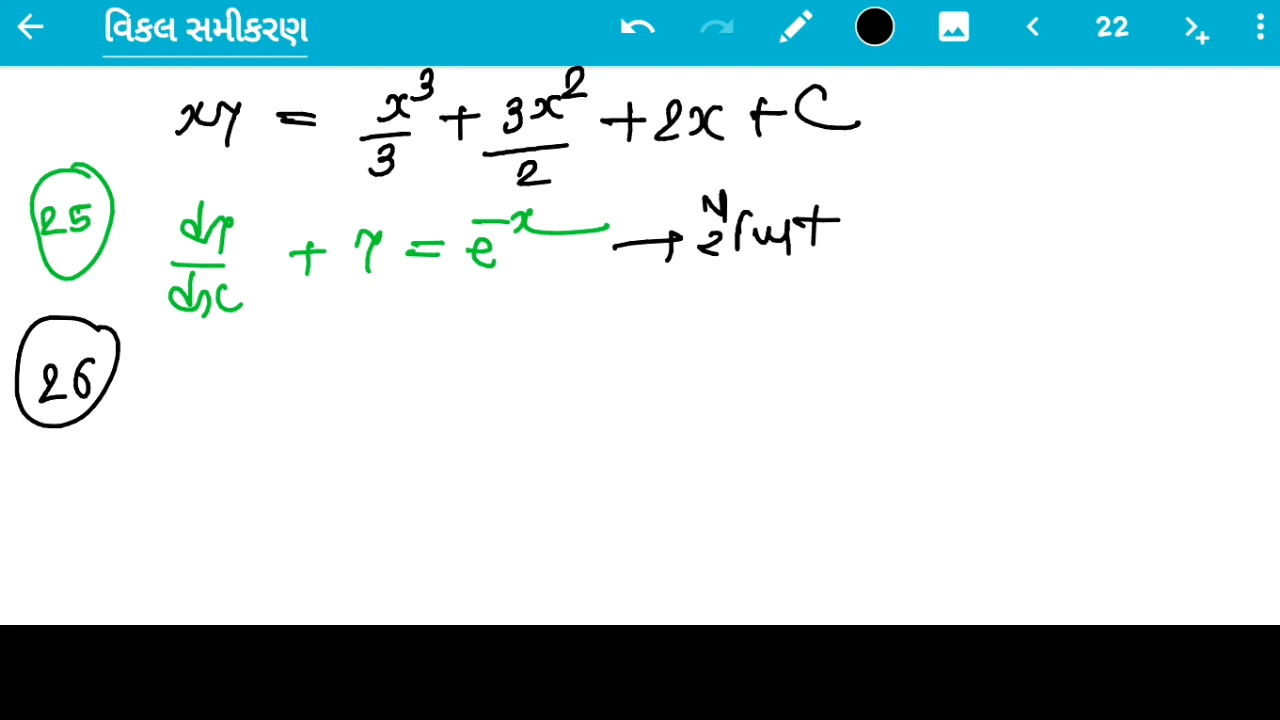 વિકલ સમીકરણ
22
xy = x³/3 + 3x²/2 + 2x + C
25 dy/dx + y = e⁻ˣ →
26